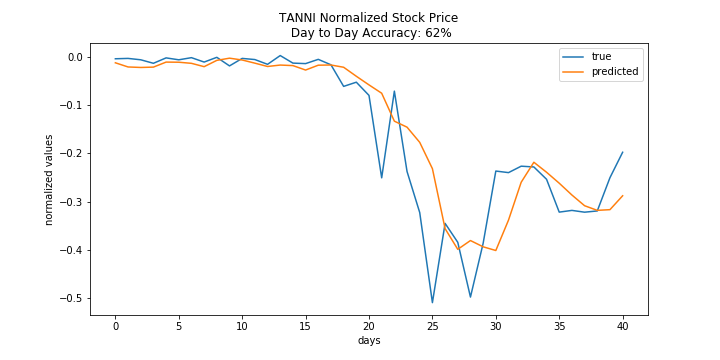 TANNI Normalized Stock Price
Day to Day Accuracy: 62%
true
predicted
normalized values
0.0
−0.1
−0.2
−0.3
−0.4
−0.5
0 5 10 15 20 25 30 35 40
days